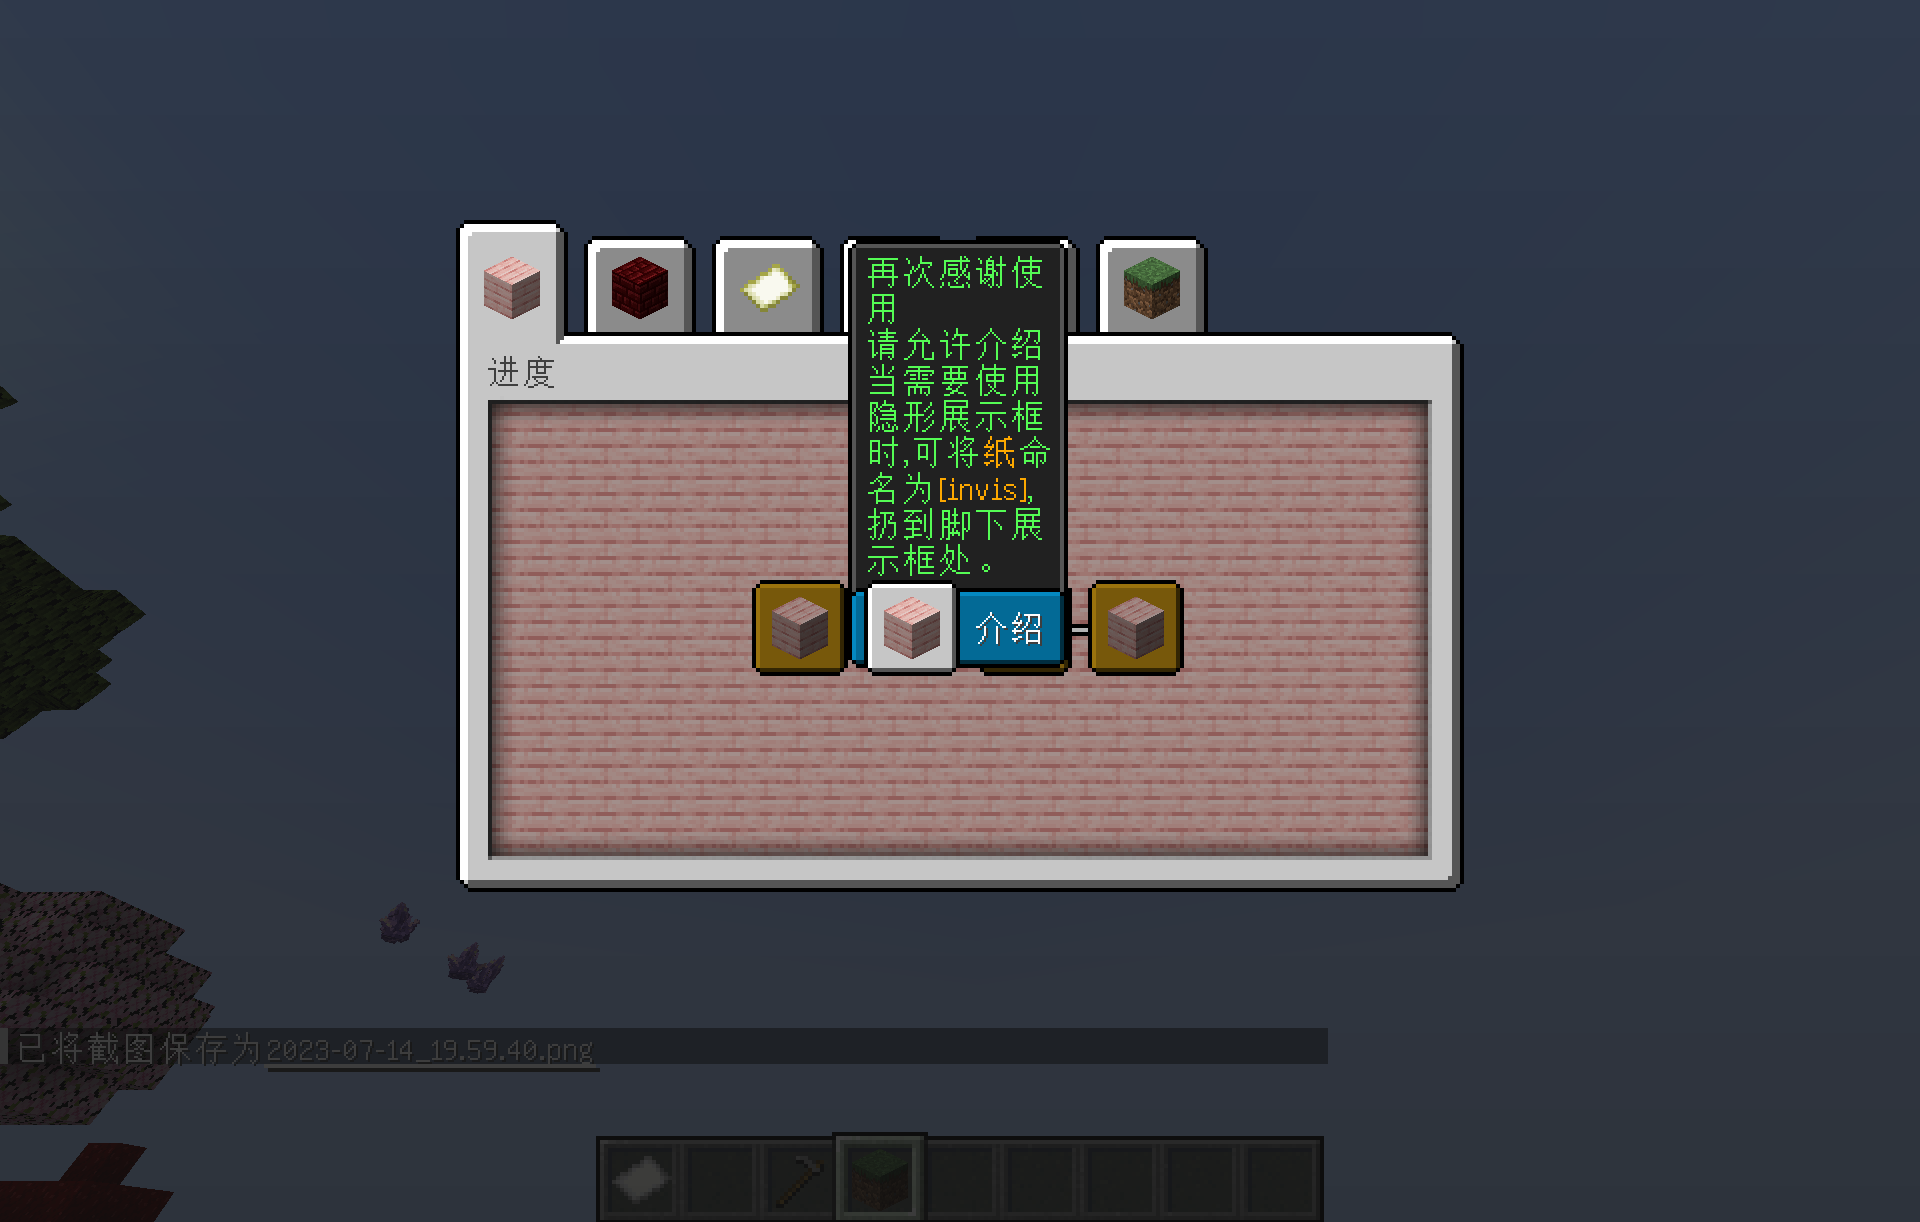 再次感谢使
用
请允许介绍
当需要使用
隐形展示框
时,可将纸命
名为[invis],
扔到脚下展
示框处。
进度
介绍
已将截图保存为2023-07-14_19.59.40.png